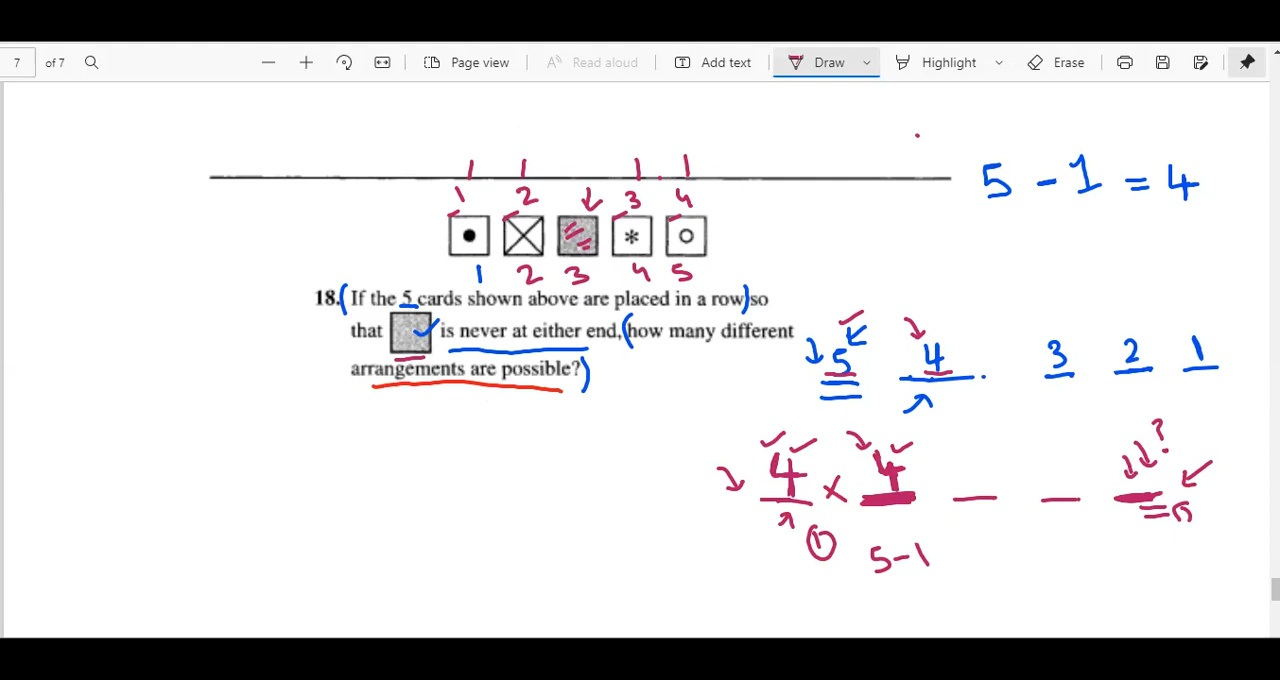 7 of 7 Page view Read aloud Add text Draw Highlight Erase
5 - 1 = 4
1 2 3 4
* 
1 2 3 4 5
18. If the 5 cards shown above are placed in a row so
that is never at either end, how many different
arrangements are possible?
5 4 3 2 1
4 x 4 ?
1
5-1